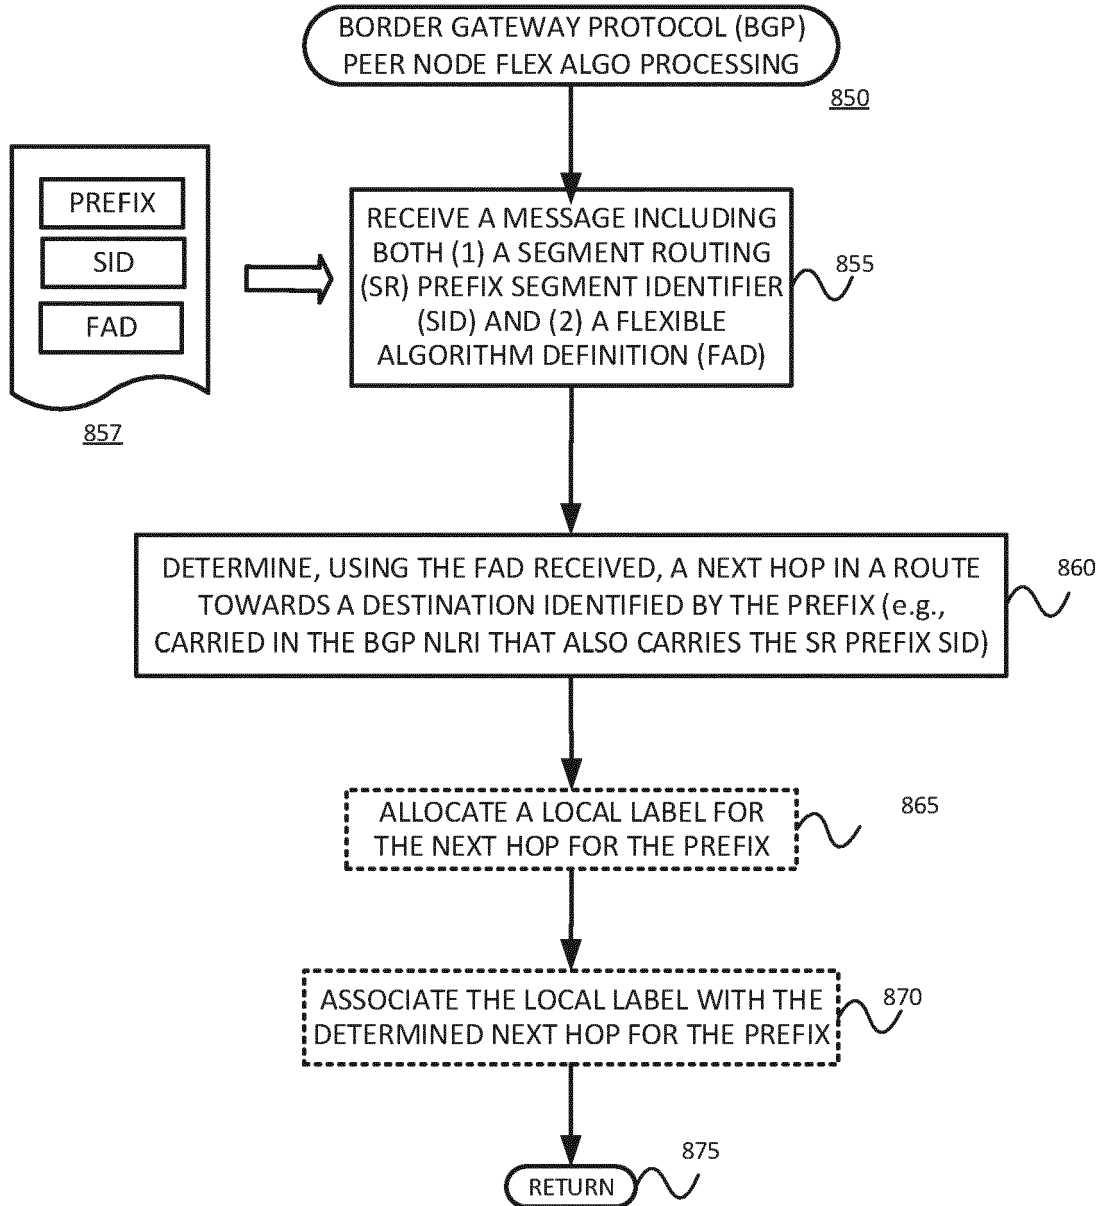 BORDER GATEWAY PROTOCOL (BGP)
PEER NODE FLEX ALGO PROCESSING
850
PREFIX
SID
FAD
857
RECEIVE A MESSAGE INCLUDING
BOTH (1) A SEGMENT ROUTING
(SR) PREFIX SEGMENT IDENTIFIER
(SID) AND (2) A FLEXIBLE
ALGORITHM DEFINITION (FAD)
855
DETERMINE, USING THE FAD RECEIVED, A NEXT HOP IN A ROUTE
TOWARDS A DESTINATION IDENTIFIED BY THE PREFIX (e.g.,
CARRIED IN THE BGP NLRI THAT ALSO CARRIES THE SR PREFIX SID)
860
ALLOCATE A LOCAL LABEL FOR
THE NEXT HOP FOR THE PREFIX
865
ASSOCIATE THE LOCAL LABEL WITH THE
DETERMINED NEXT HOP FOR THE PREFIX
870
RETURN
875